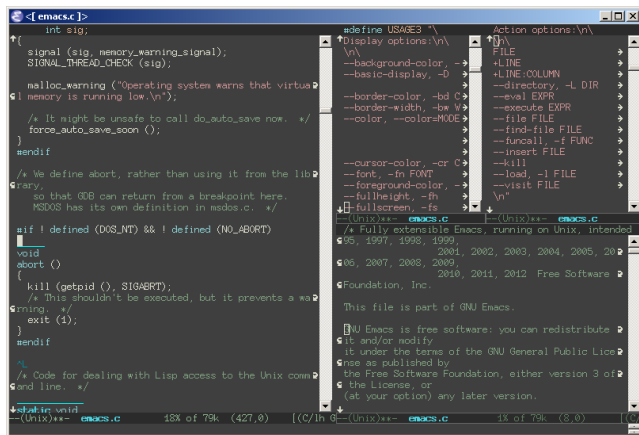 <[ emacs.c ]>
int sig;
{
signal (sig, memory_warning_signal);
SIGNAL_THREAD_CHECK (sig);
malloc_warning ("Operating system warns that virtua
l memory is running low.\n");
/* It might be unsafe to call do_auto_save now.  */
force_auto_save_soon ();
}
#endif
/* We define abort, rather than using it from the lib
rary,
so that GDB can return from a breakpoint here.
MSDOS has its own definition in msdos.c.  */
#if ! defined (DOS_NT) && ! defined (NO_ABORT)
void
abort ()
{
kill (getpid (), SIGABRT);
/* This shouldn't be executed, but it prevents a wa
rning.  */
exit (1);
}
#endif
^L
/* Code for dealing with Lisp access to the Unix comm
and line.  */
static void
--(Unix)**-  emacs.c        18% of 79k  (427,0)    [(C/lh G
#define USAGE3 "\
Display options:\n\
\n\
--background-color, -
--basic-display, -D
--border-color, -bd C
--border-width, -bw W
--color, --color=MODE
--cursor-color, -cr C
--font, -fn FONT
--foreground-color, -
--fullheight, -fh
--fullscreen, -fs
--(Unix)**-  emacs.c
Action options:\n\
\n\
FILE
+LINE
+LINE:COLUMN
--directory, -L DIR
--eval EXPR
--execute EXPR
--file FILE
--find-file FILE
--funcall, -f FUNC
--insert FILE
--kill
--load, -l FILE
--visit FILE
\n"
--(Unix)**-  emacs.c
/* Fully extensible Emacs, running on Unix, intended
95, 1997, 1998, 1999,
2001, 2002, 2003, 2004, 2005, 20
06, 2007, 2008, 2009,
2010, 2011, 2012  Free Software
Foundation, Inc.
This file is part of GNU Emacs.
GNU Emacs is free software: you can redistribute
it and/or modify
it under the terms of the GNU General Public Lice
nse as published by
the Free Software Foundation, either version 3 of
the License, or
(at your option) any later version.
--(Unix)**-  emacs.c        1% of 79k  (8,0)      [(C